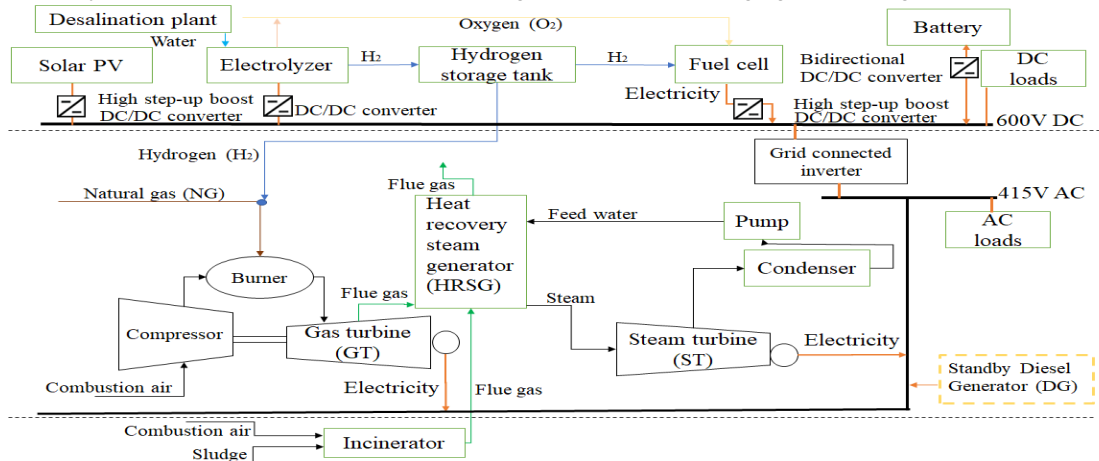 Desalination plant
Oxygen (O₂)
Battery
Water
Solar PV
Electrolyzer
H₂
Hydrogen
storage tank
H₂
Fuel cell
Bidirectional
DC/DC converter
DC
loads
High step-up boost
DC/DC converter
DC/DC converter
Electricity
High step-up boost
DC/DC converter
600V DC
Hydrogen (H₂)
Grid connected
inverter
Natural gas (NG)
Flue gas
Heat
recovery
steam
generator
(HRSG)
Feed water
Pump
415V AC
AC
loads
Burner
Condenser
Flue gas
Steam
Compressor
Gas turbine
(GT)
Steam turbine
(ST)
Electricity
Combustion air
Electricity
Flue gas
Standby Diesel
Generator (DG)
Combustion air
Incinerator
Sludge